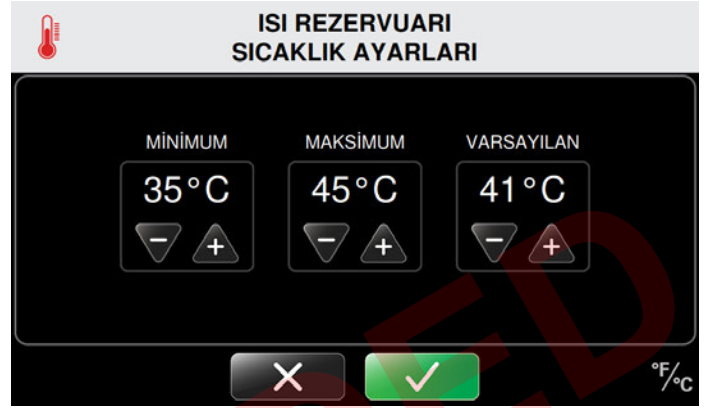 ISI REZERVUARI
SICAKLIK AYARLARI
MİNİMUM MAKSİMUM VARSAYILAN
35°C 45°C 41°C
− + − + − +
°F/°C